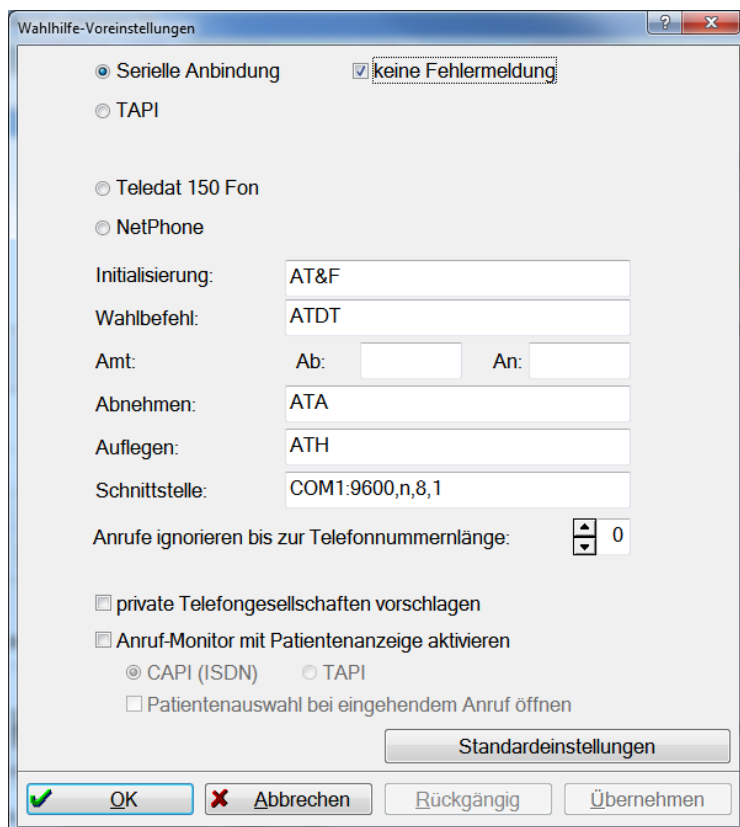 Wahlhilfe-Voreinstellungen
Serielle Anbindung keine Fehlermeldung
TAPI
Teledat 150 Fon
NetPhone
Initialisierung: AT&F
Wahlbefehl: ATDT
Amt: Ab: An:
Abnehmen: ATA
Auflegen: ATH
Schnittstelle: COM1:9600,n,8,1
Anrufe ignorieren bis zur Telefonnummernlänge: 0
private Telefongesellschaften vorschlagen
Anruf-Monitor mit Patientenanzeige aktivieren
CAPI (ISDN) TAPI
Patientenauswahl bei eingehendem Anruf öffnen
Standardeinstellungen
OK Abbrechen Rückgängig Übernehmen